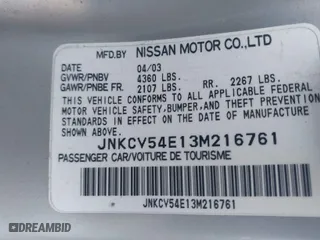 MFD.BY NISSAN MOTOR CO.,LTD
DATE 04/03
GVWR/PNBV 4360 LBS.
GAWR/PNBE FR. 2107 LBS. RR. 2267 LBS.
THIS VEHICLE CONFORMS TO ALL APPLICABLE FEDERAL
MOTOR VEHICLE SAFETY,BUMPER,AND THEFT PREVENTION
STANDARDS IN EFFECT ON THE DATE OF MANUFACTURE
SHOWN ABOVE.
JNKCV54E13M216761
PASSENGER CAR/VOITURE DE TOURISME
JNKCV54E13M216761
DREAMBID